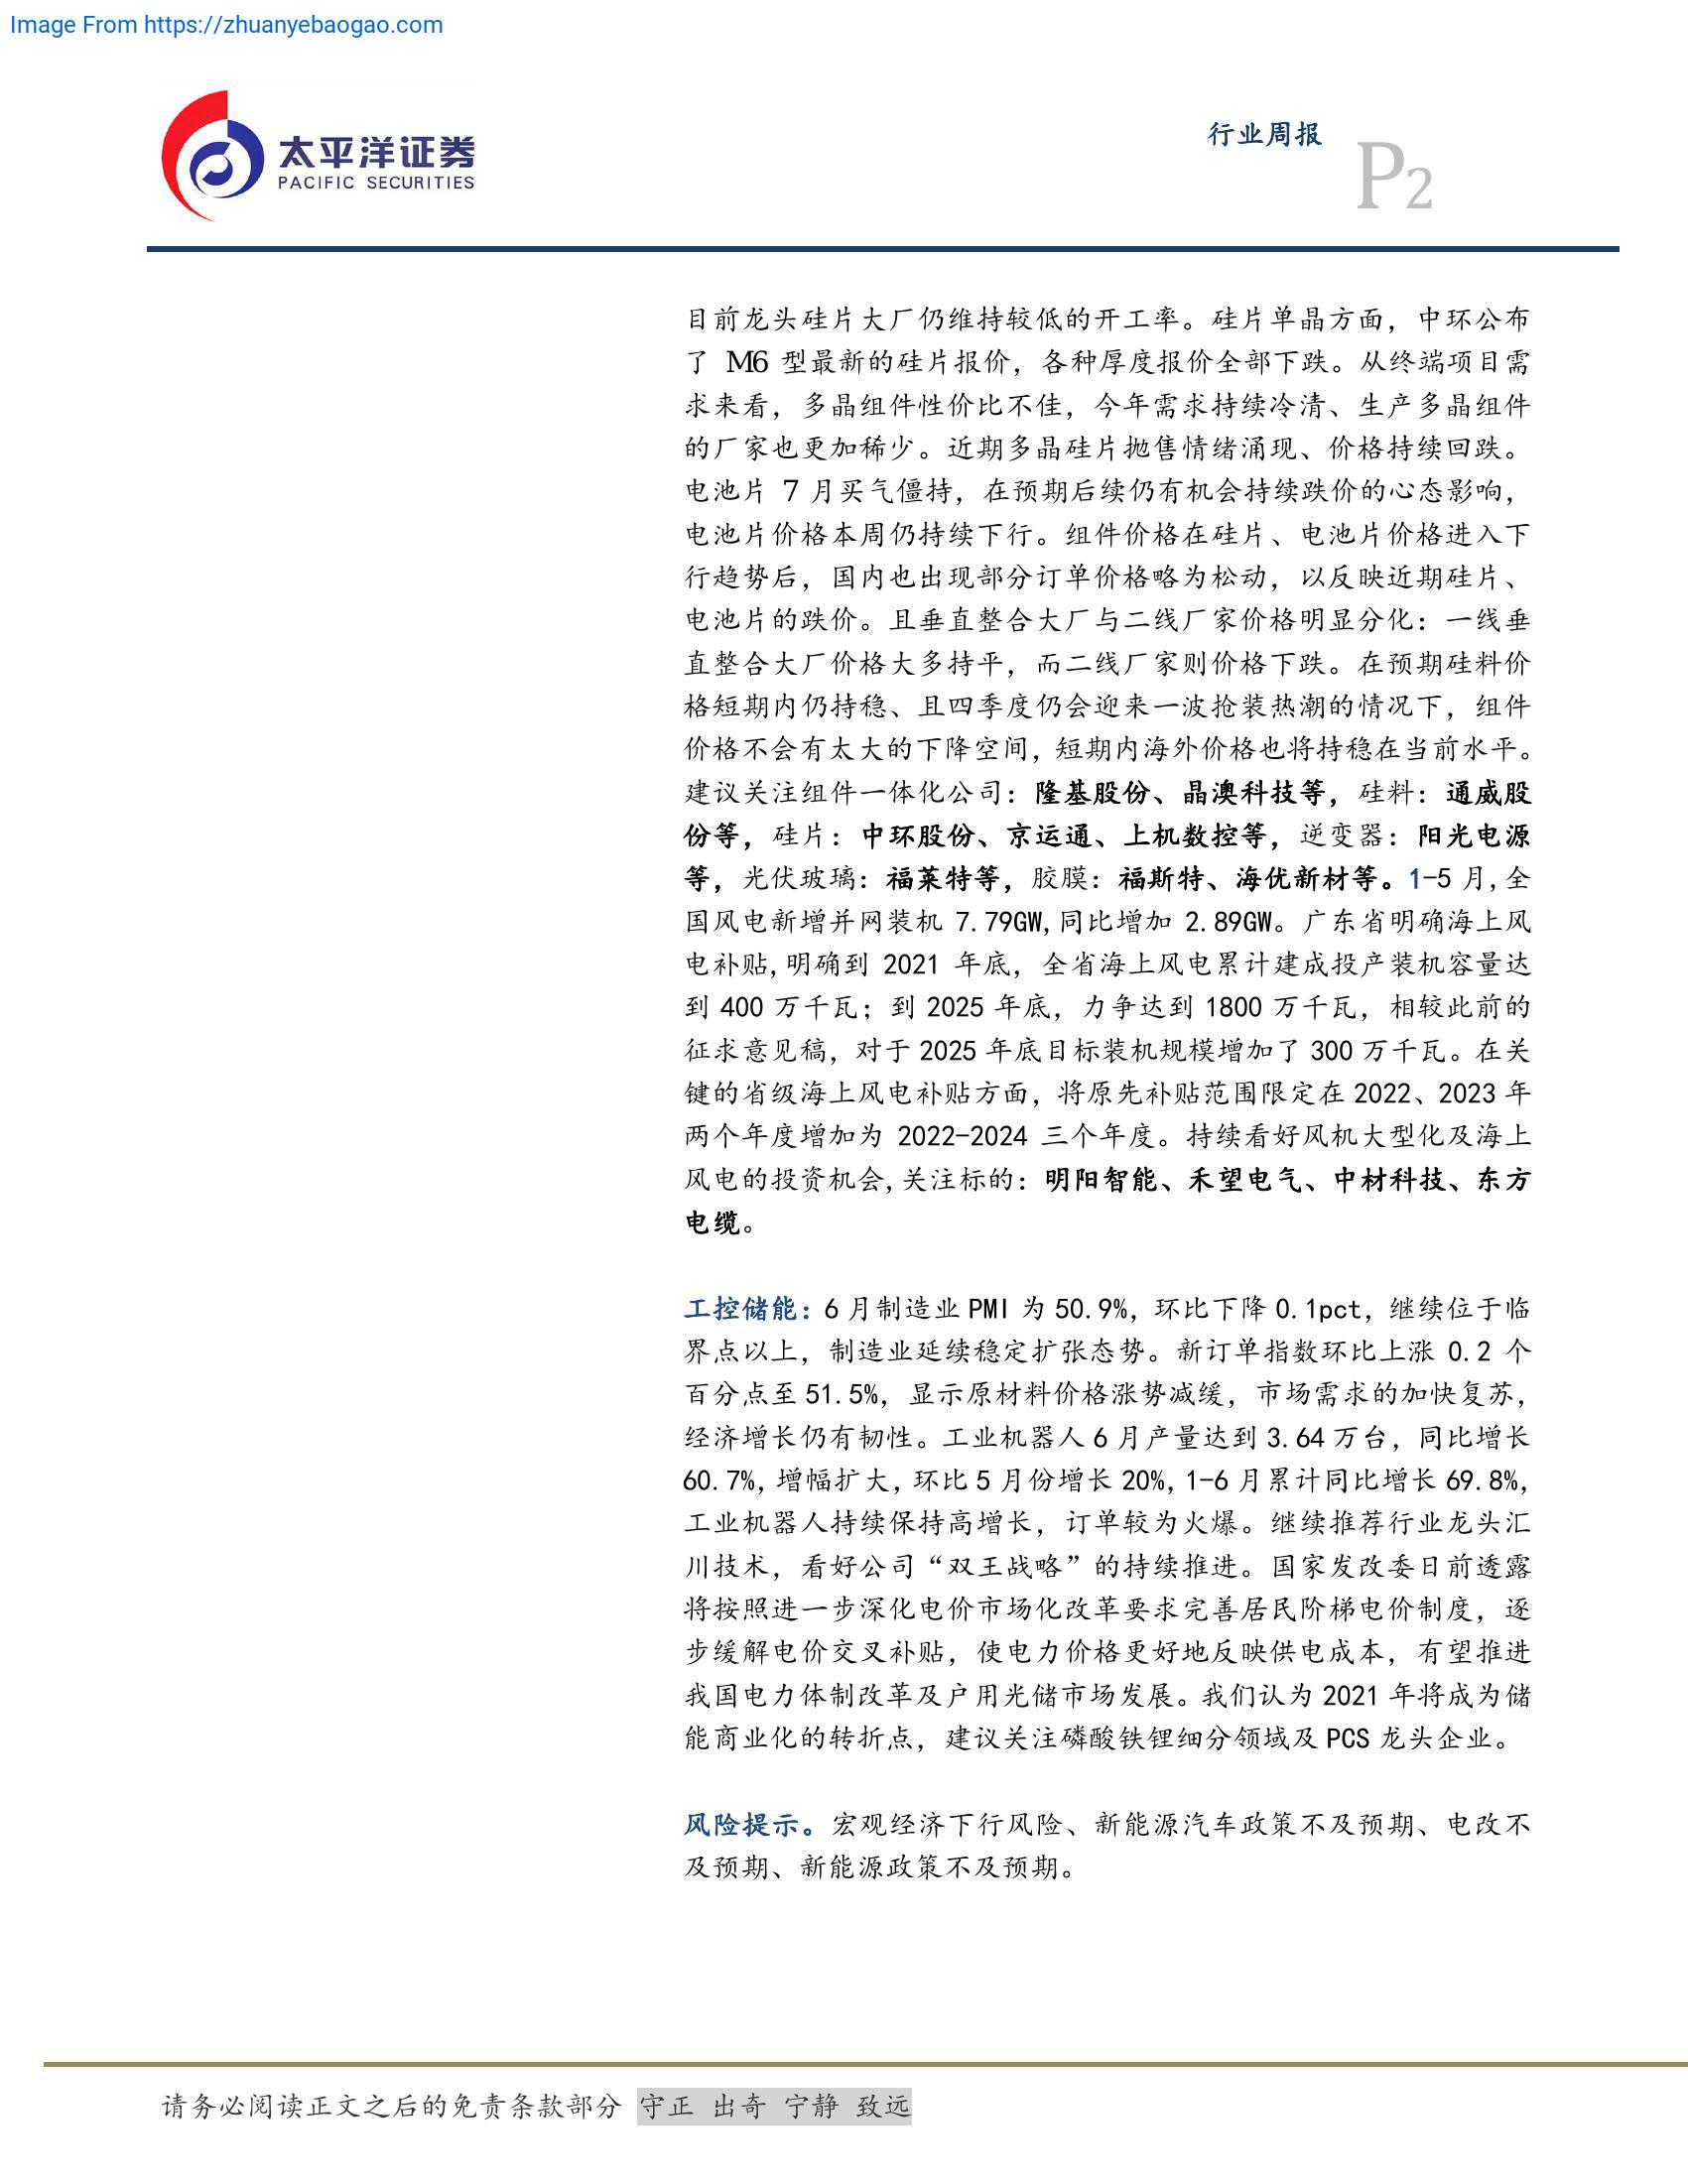 Image From https://zhuanyebaogao.com
太平洋证券
PACIFIC SECURITIES
行业周报
P2
目前龙头硅片大厂仍维持较低的开工率。硅片单晶方面，中环公布
了 M6 型最新的硅片报价，各种厚度报价全部下跌。从终端项目需
求来看，多晶组件性价比不佳，今年需求持续冷清、生产多晶组件
的厂家也更加稀少。近期多晶硅片抛售情绪涌现、价格持续回跌。
电池片 7 月买气僵持，在预期后续仍有机会持续跌价的心态影响，
电池片价格本周仍持续下行。组件价格在硅片、电池片价格进入下
行趋势后，国内也出现部分订单价格略为松动，以反映近期硅片、
电池片的跌价。且垂直整合大厂与二线厂家价格明显分化：一线垂
直整合大厂价格大多持平，而二线厂家则价格下跌。在预期硅料价
格短期内仍持稳、且四季度仍会迎来一波抢装热潮的情况下，组件
价格不会有太大的下降空间，短期内海外价格也将持稳在当前水平。
建议关注组件一体化公司：隆基股份、晶澳科技等，硅料：通威股
份等，硅片：中环股份、京运通、上机数控等，逆变器：阳光电源
等，光伏玻璃：福莱特等，胶膜：福斯特、海优新材等。1-5 月,全
国风电新增并网装机 7.79GW,同比增加 2.89GW。广东省明确海上风
电补贴,明确到 2021 年底，全省海上风电累计建成投产装机容量达
到 400 万千瓦；到 2025 年底，力争达到 1800 万千瓦，相较此前的
征求意见稿，对于 2025 年底目标装机规模增加了 300 万千瓦。在关
键的省级海上风电补贴方面，将原先补贴范围限定在 2022、2023 年
两个年度增加为 2022-2024 三个年度。持续看好风机大型化及海上
风电的投资机会,关注标的：明阳智能、禾望电气、中材科技、东方
电缆。
工控储能：6 月制造业 PMI 为 50.9%，环比下降 0.1pct，继续位于临
界点以上，制造业延续稳定扩张态势。新订单指数环比上涨 0.2 个
百分点至 51.5%，显示原材料价格涨势减缓，市场需求的加快复苏，
经济增长仍有韧性。工业机器人 6 月产量达到 3.64 万台，同比增长
60.7%,增幅扩大,环比 5 月份增长 20%,1-6 月累计同比增长 69.8%,
工业机器人持续保持高增长，订单较为火爆。继续推荐行业龙头汇
川技术，看好公司“双王战略”的持续推进。国家发改委日前透露
将按照进一步深化电价市场化改革要求完善居民阶梯电价制度，逐
步缓解电价交叉补贴，使电力价格更好地反映供电成本，有望推进
我国电力体制改革及户用光储市场发展。我们认为 2021 年将成为储
能商业化的转折点，建议关注磷酸铁锂细分领域及 PCS 龙头企业。
风险提示。宏观经济下行风险、新能源汽车政策不及预期、电改不
及预期、新能源政策不及预期。
请务必阅读正文之后的免责条款部分 守正 出奇 宁静 致远